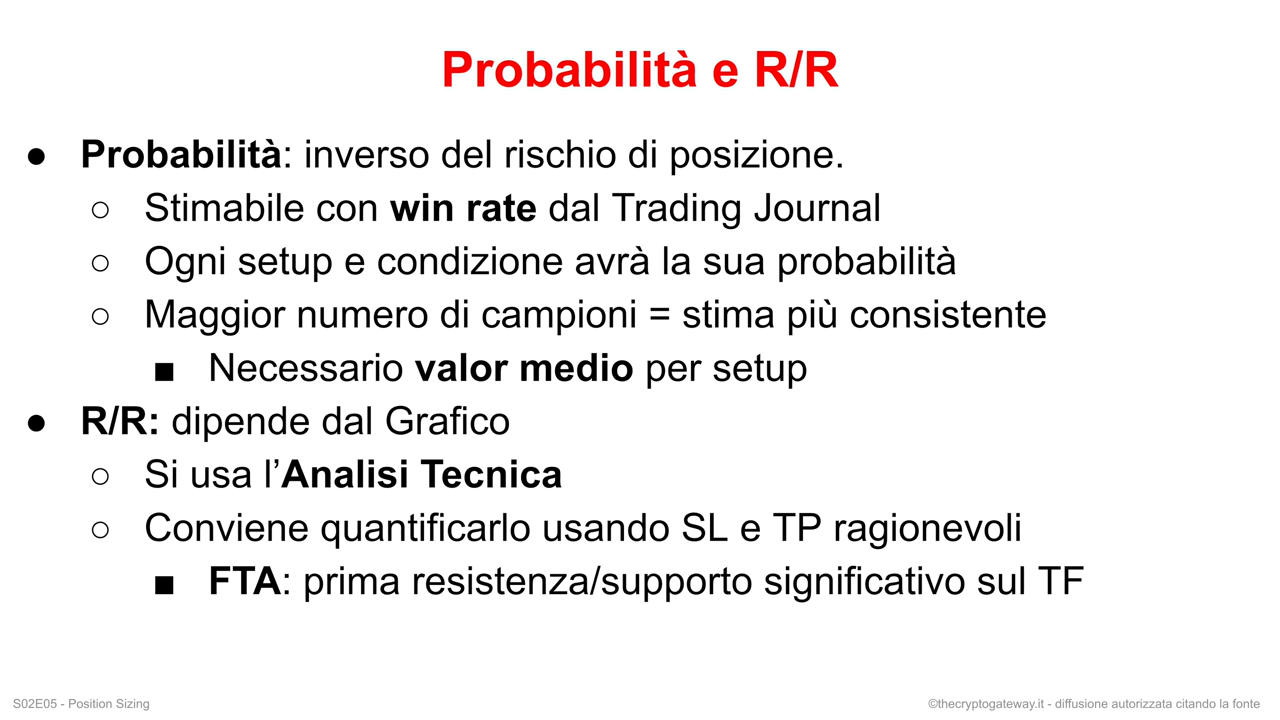 Probabilità e R/R
● Probabilità: inverso del rischio di posizione.
○ Stimabile con win rate dal Trading Journal
○ Ogni setup e condizione avrà la sua probabilità
○ Maggior numero di campioni = stima più consistente
■ Necessario valor medio per setup
● R/R: dipende dal Grafico
○ Si usa l’Analisi Tecnica
○ Conviene quantificarlo usando SL e TP ragionevoli
■ FTA: prima resistenza/supporto significativo sul TF
S02E05 - Position Sizing
©thecryptogateway.it - diffusione autorizzata citando la fonte